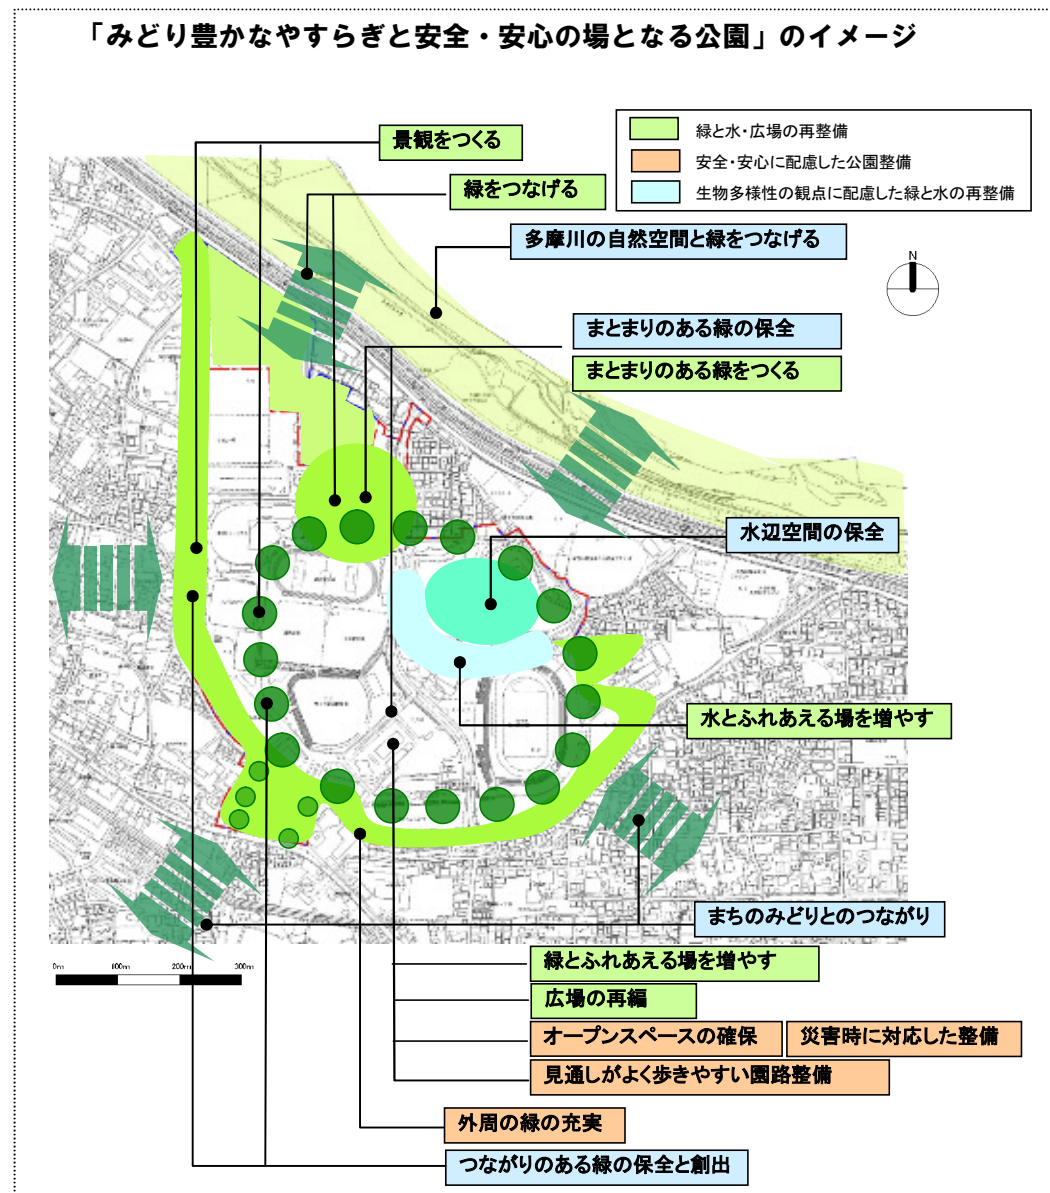 「みどり豊かなやすらぎと安全・安心の場となる公園」のイメージ
緑と水・広場の再整備
安全・安心に配慮した公園整備
生物多様性の観点に配慮した緑と水の再整備
景観をつくる
緑をつなげる
多摩川の自然空間と緑をつなげる
N
まとまりのある緑の保全
まとまりのある緑をつくる
水辺空間の保全
水とふれあえる場を増やす
まちのみどりとのつながり
0m 100m 200m 300m
緑とふれあえる場を増やす
広場の再編
オープンスペースの確保 災害時に対応した整備
見通しがよく歩きやすい園路整備
外周の緑の充実
つながりのある緑の保全と創出